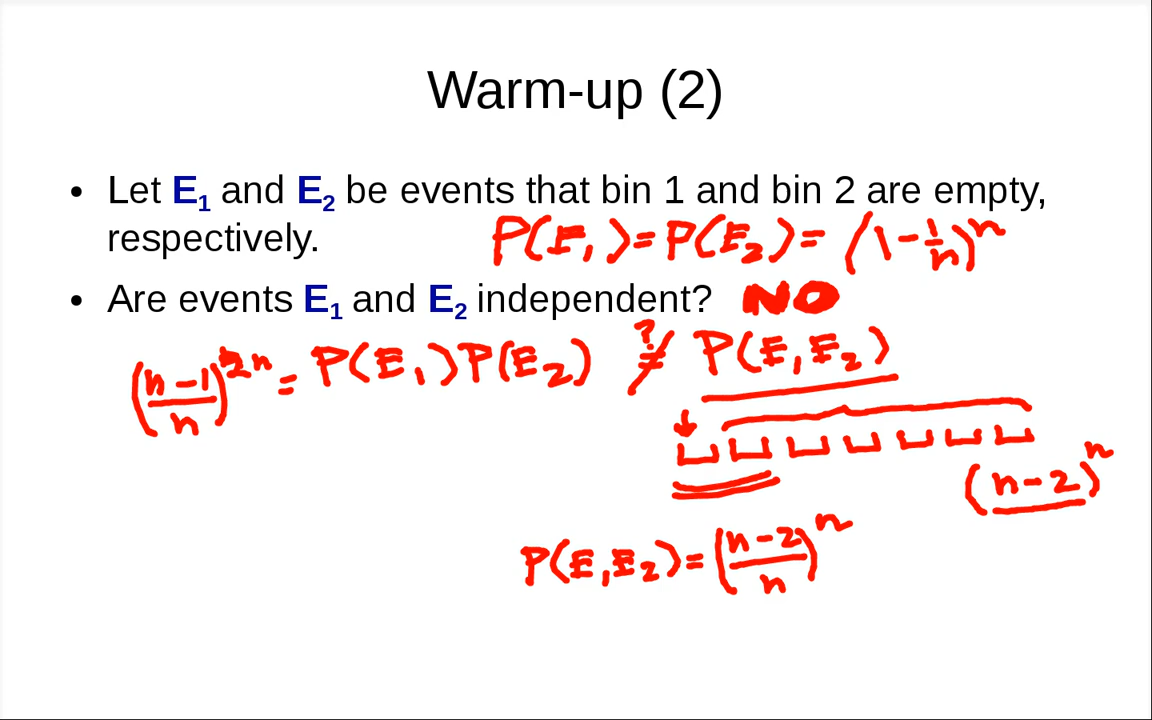 Warm-up (2)
• Let E₁ and E₂ be events that bin 1 and bin 2 are empty,
respectively.
P(E₁)=P(E₂)= (1-1/n)ⁿ
• Are events E₁ and E₂ independent? NO
((n-1)/n)²ⁿ = P(E₁)P(E₂) ?≠ P(E₁E₂)
(n-2)ⁿ
P(E₁E₂)=((n-2)/n)ⁿ